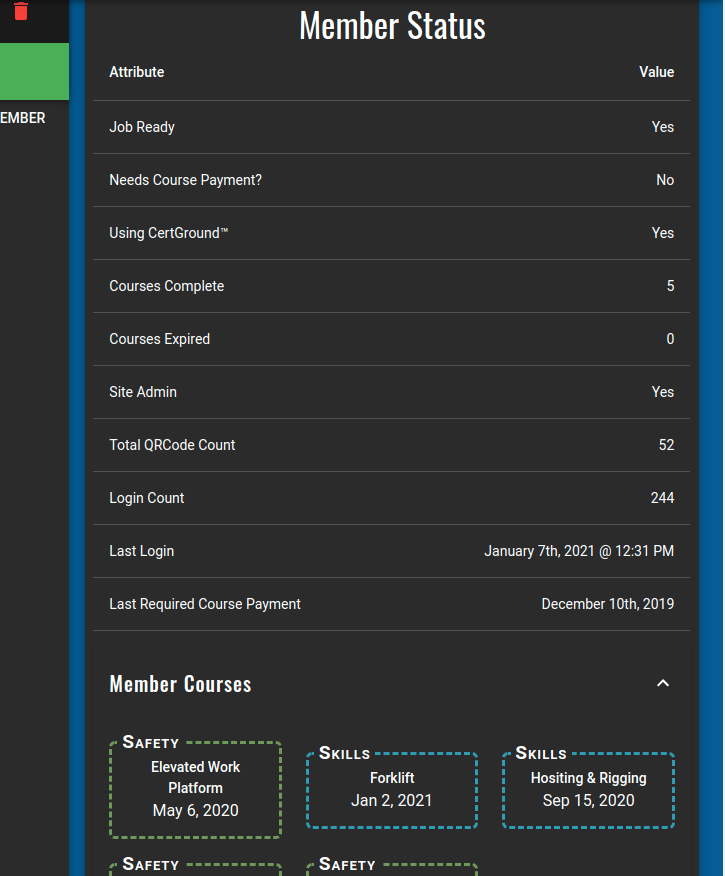 Member Status
Attribute Value
EMBER
Job Ready Yes
Needs Course Payment? No
Using CertGround™ Yes
Courses Complete 5
Courses Expired 0
Site Admin Yes
Total QRCode Count 52
Login Count 244
Last Login January 7th, 2021 @ 12:31 PM
Last Required Course Payment December 10th, 2019
Member Courses
SAFETY
Elevated Work
Platform
May 6, 2020
SKILLS
Forklift
Jan 2, 2021
SKILLS
Hositing & Rigging
Sep 15, 2020
SAFETY
SAFETY